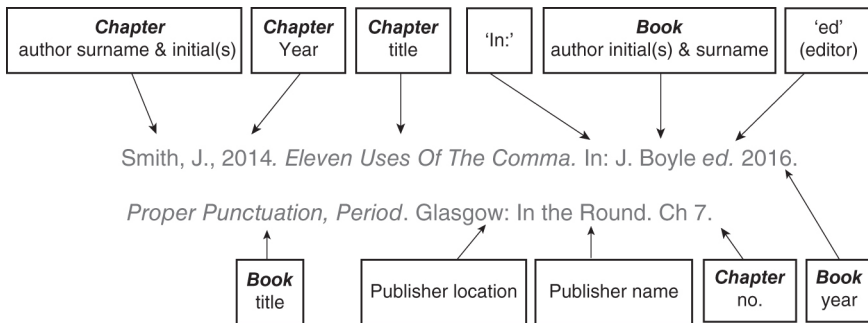 Chapter
author surname & initial(s)
Chapter
Year
Chapter
title
‘In:’
Book
author initial(s) & surname
‘ed’
(editor)
Smith, J., 2014. Eleven Uses Of The Comma. In: J. Boyle ed. 2016.
Proper Punctuation, Period. Glasgow: In the Round. Ch 7.
Book
title
Publisher location
Publisher name
Chapter
no.
Book
year